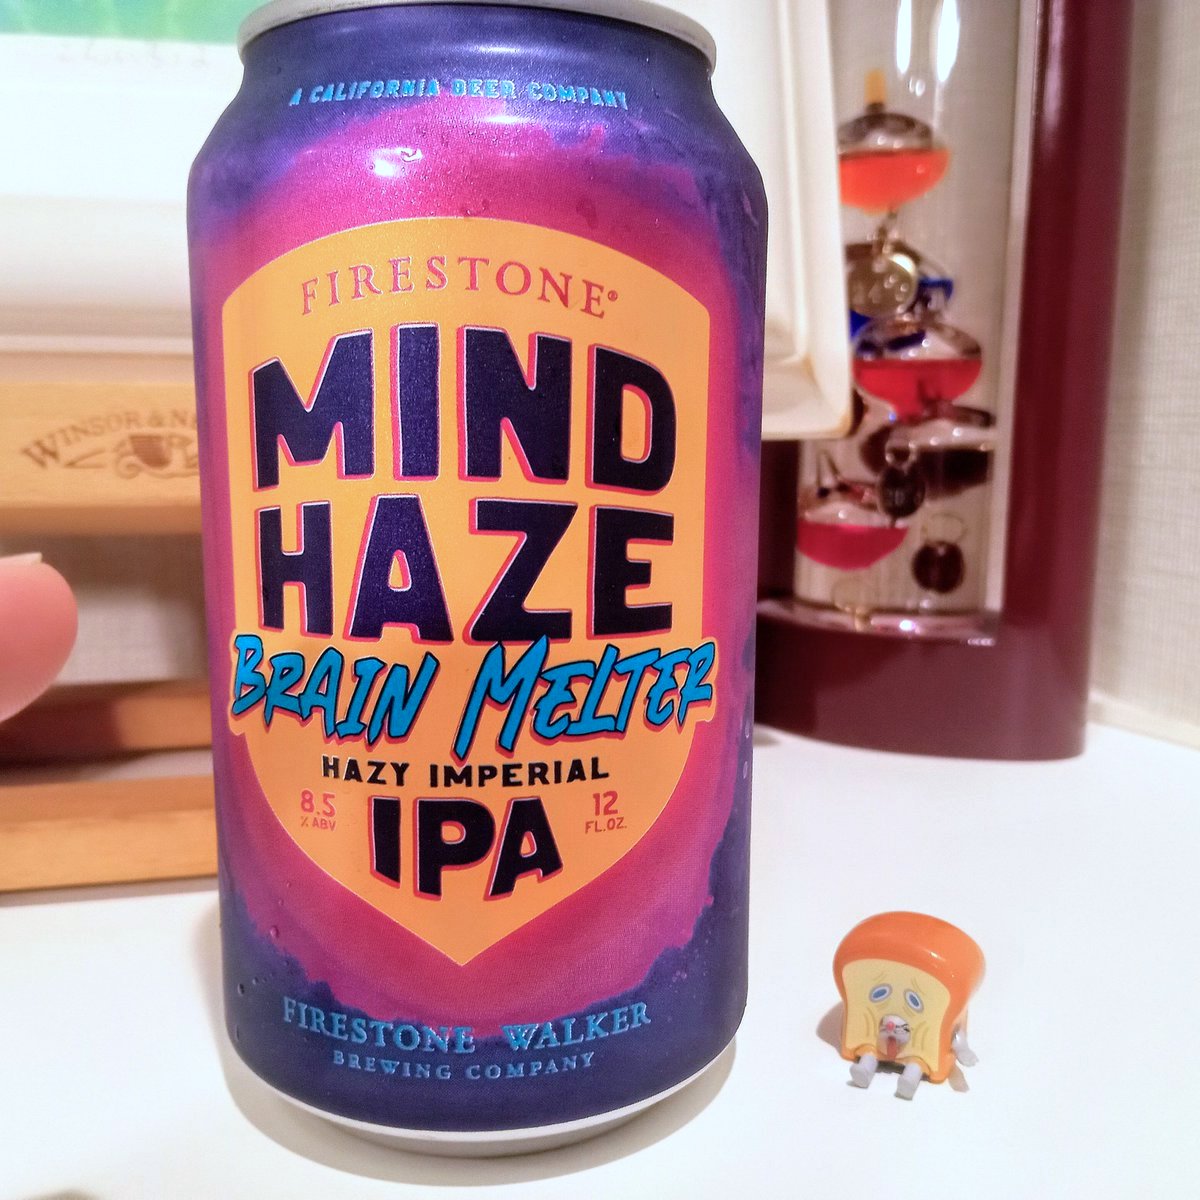 A CALIFORNIA BEER COMPANY
FIRESTONE®
MIND
HAZE
BRAIN MELTER
HAZY IMPERIAL
8.5
% ABV
IPA
12
FL.OZ.
FIRESTONE WALKER
BREWING COMPANY
WINSOR &